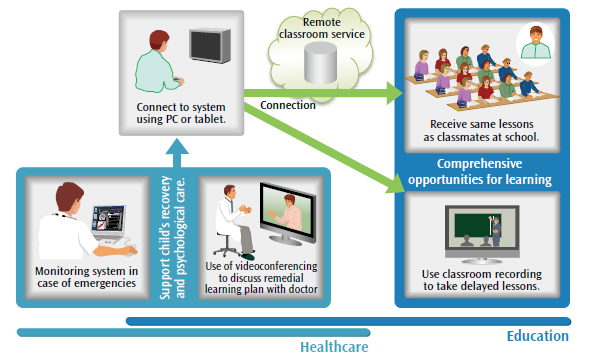 Remote
classroom service
Connect to system
using PC or tablet.
Connection
Receive same lessons
as classmates at school.
Comprehensive
opportunities for learning
Support child's recovery
and psychological care.
Monitoring system in
case of emergencies
Use of videoconferencing
to discuss remedial
learning plan with doctor
Use classroom recording
to take delayed lessons.
Education
Healthcare